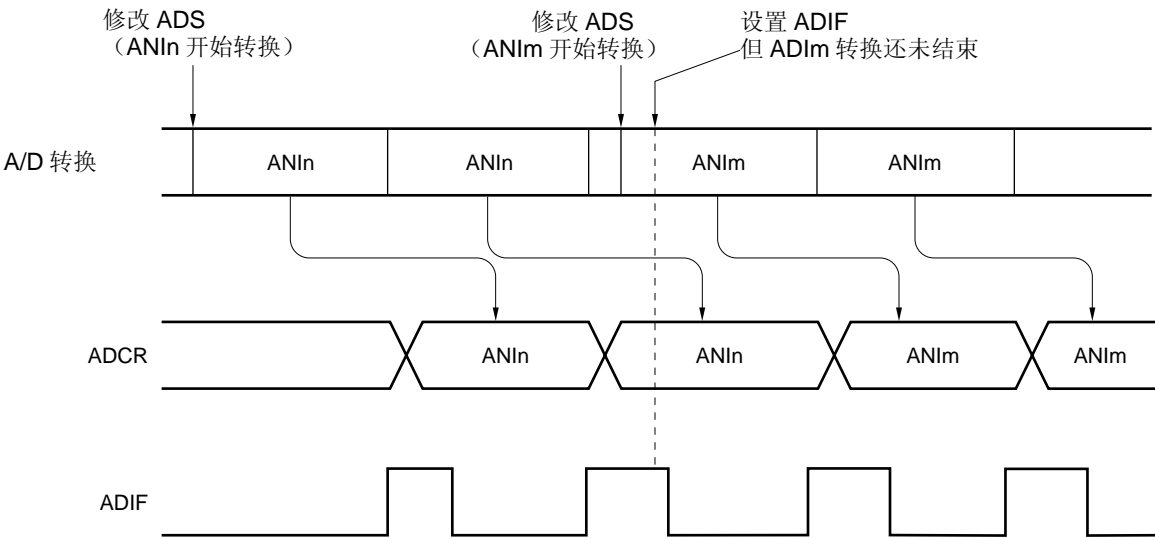 修改 ADS
（ANIn 开始转换）
修改 ADS
（ANIm 开始转换）
设置 ADIF
但 ADIm 转换还未结束
A/D 转换
ANIn
ANIn
ANIm
ANIm
ADCR
ANIn
ANIn
ANIm
ANIm
ADIF